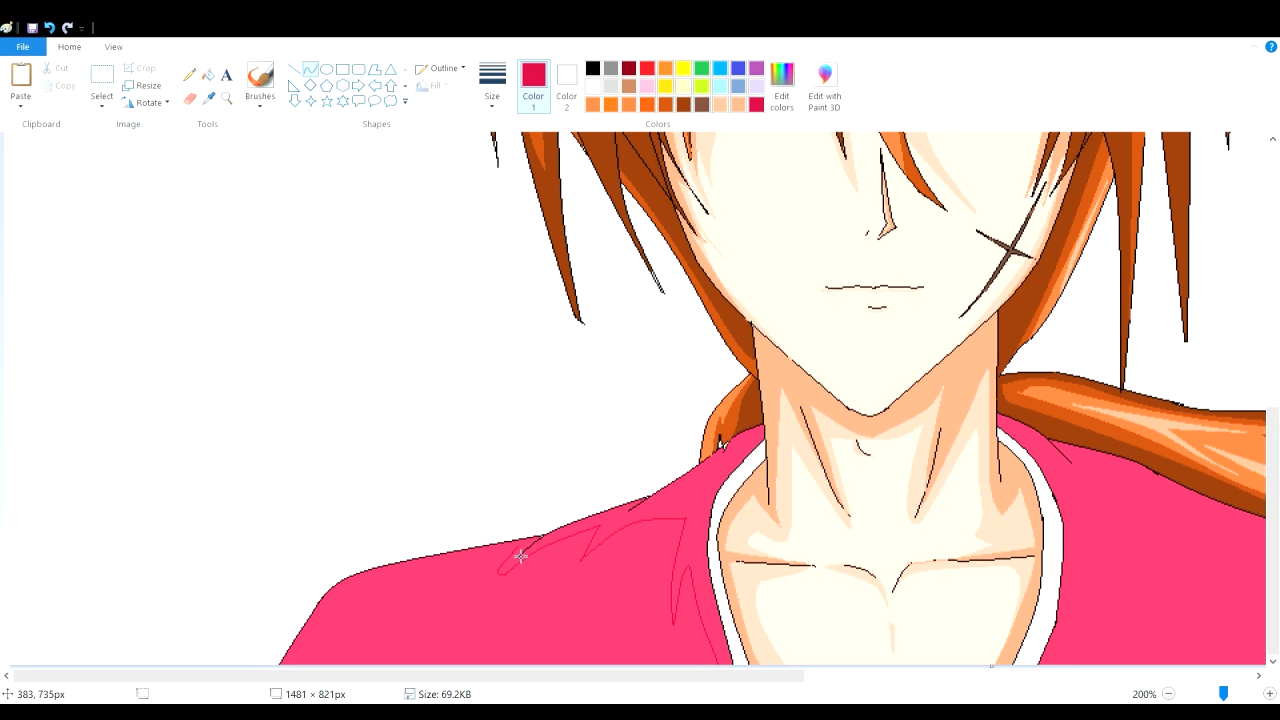 File Home View
Cut
Copy
Paste
Crop
Resize
Rotate
Select
Brushes
Outline
Fill
Size
Color 1
Color 2
Edit colors
Edit with Paint 3D
Clipboard Image Tools Shapes Colors
383, 735px 1481 × 821px Size: 69.2KB 200%